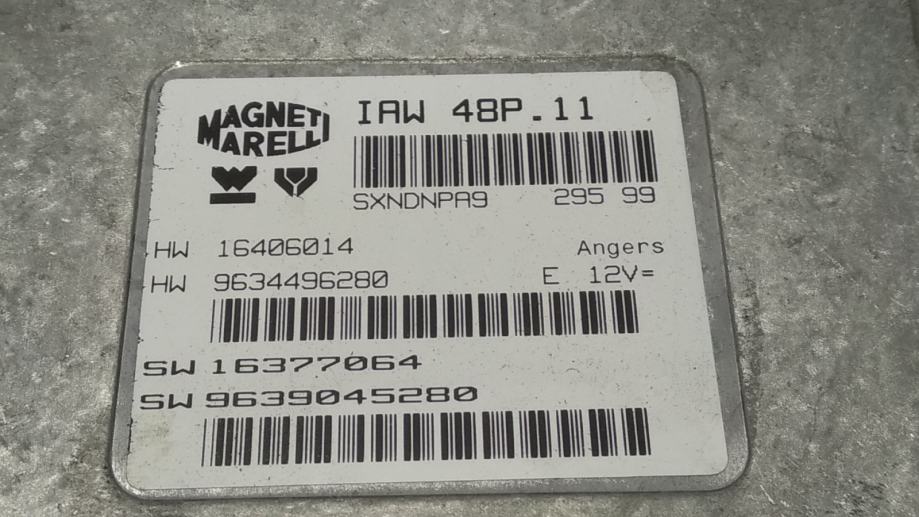 MAGNETI
MARELLI
IAW 48P.11
SXNDNPA9 295 99
HW 16406014 Angers
HW 9634496280 E 12V=
SW 16377064
SW 9639045280